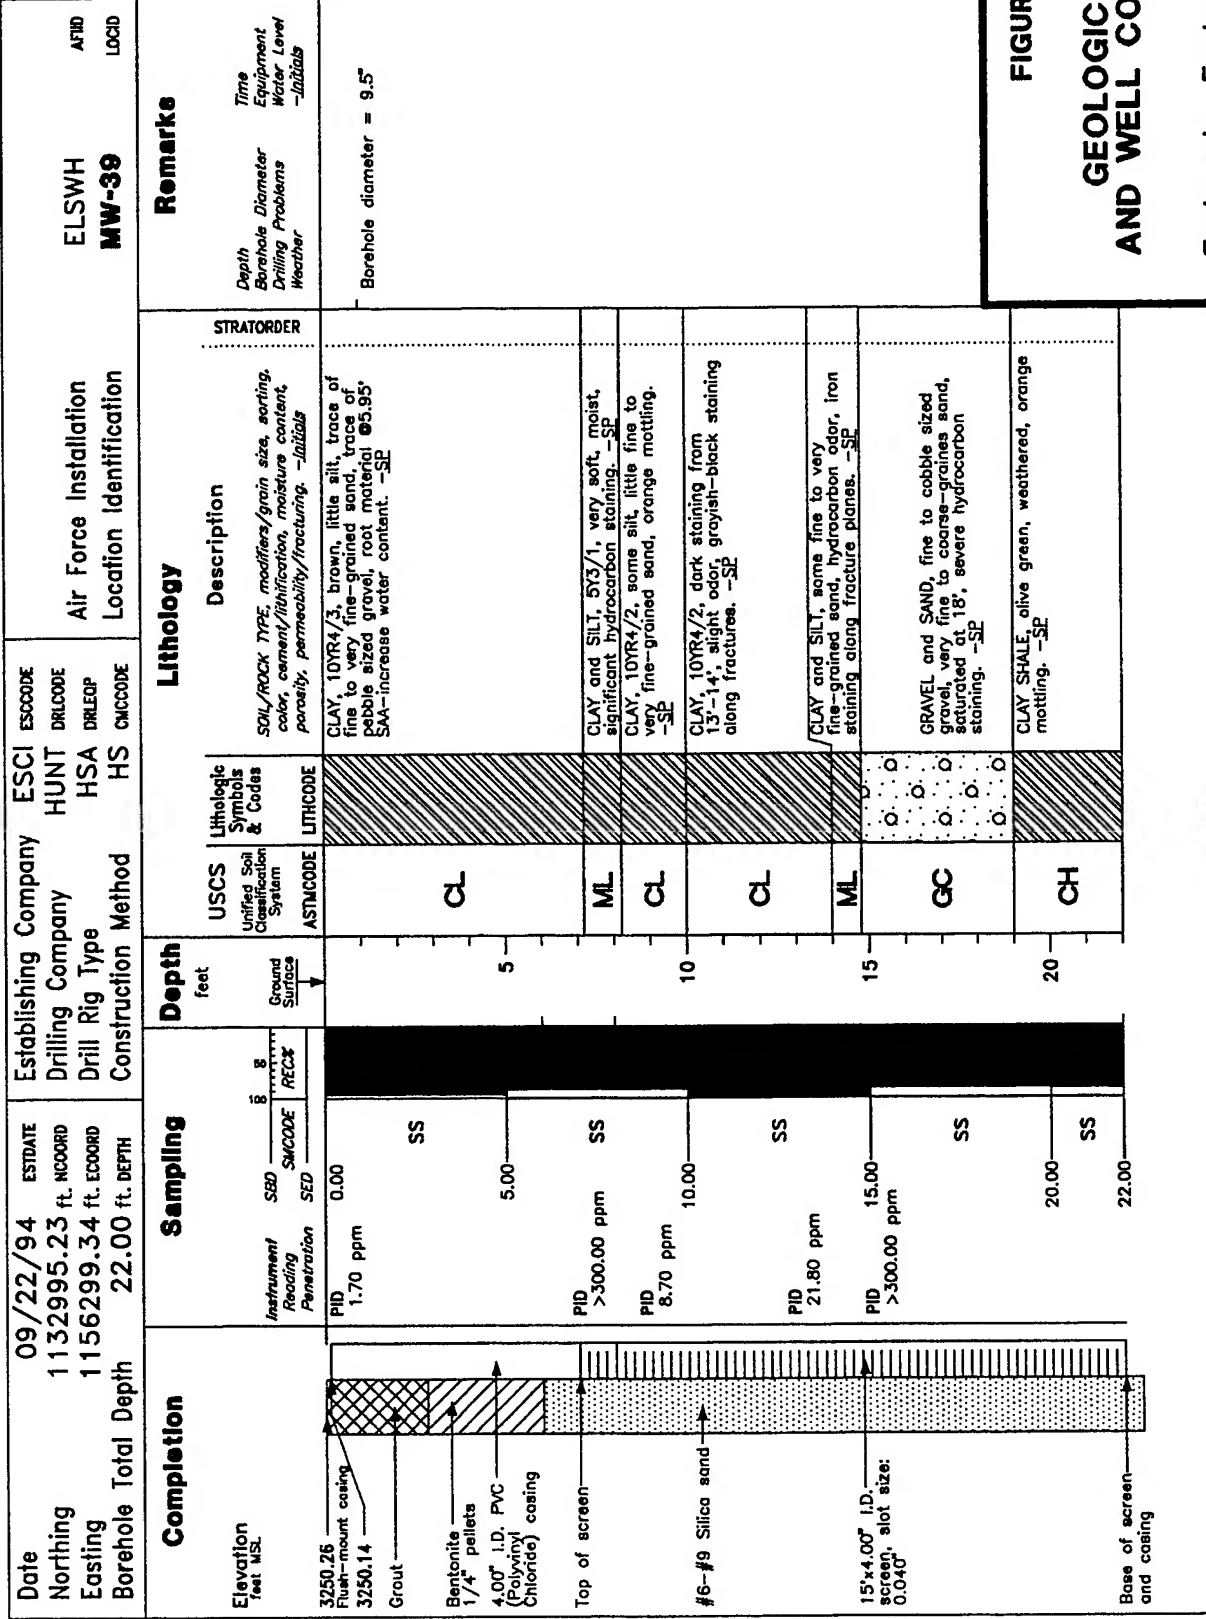 Date 09/22/94 ESTDATE
Northing 1132995.23 ft. NCOORD
Easting 1156299.34 ft. ECOORD
Borehole Total Depth 22.00 ft. DEPTH
Establishing Company ESCI ESCCODE
Drilling Company HUNT DRLCODE
Drill Rig Type HSA DRLEQP
Construction Method HS CMCCODE
Air Force Installation ELSWH AFIID
Location Identification MW-39 LOCID
Completion
Elevation
feet MSL
3250.26
Flush-mount casing
3250.14
Grout
Bentonite
1/4" pellets
4.00" I.D. PVC
(Polyvinyl
Chloride) casing
Top of screen
#6-#9 Silica sand
15'x4.00" I.D.
screen, slot size:
0.040"
Base of screen
and casing
Sampling
Instrument
Reading
Penetration
SBD
SMCODE
SED
100
REC%
PID
1.70 ppm
PID
>300.00 ppm
PID
8.70 ppm
PID
21.80 ppm
PID
>300.00 ppm
0.00
SS
5.00
SS
10.00
SS
15.00
SS
20.00
SS
22.00
Depth
feet
Ground
Surface
5
10
15
20
Lithology
USCS
Unified Soil
Classification
System
ASTMCODE
CL
ML
CL
CL
ML
GC
CH
Lithologic
Symbols
& Codes
LITHCODE
Description
STRATORDER
SOIL/ROCK TYPE, modifiers/grain size, sorting,
color, cement/lithification, moisture content,
porosity, permeability/fracturing. -Initials
CLAY, 10YR4/3, brown, little silt, trace of
fine to very fine-grained sand, trace of
pebble sized gravel, root material @5.95'
SAA-increase water content. -SP
CLAY and SILT, 5Y3/1, very soft, moist,
significant hydrocarbon staining. -SP
CLAY, 10YR4/2, some silt, little fine to
very fine-grained sand, orange mottling.
-SP
CLAY, 10YR4/2, dark staining from
13'-14', slight odor, grayish-black staining
along fractures. -SP
CLAY and SILT, some fine to very
fine-grained sand, hydrocarbon odor, iron
staining along fracture planes. -SP
GRAVEL and SAND, fine to cobble sized
gravel, very fine to coarse-graines sand,
saturated at 18', severe hydrocarbon
staining. -SP
CLAY SHALE, olive green, weathered, orange
mottling. -SP
Remarks
Depth
Borehole Diameter
Drilling Problems
Weather
Time
Equipment
Water Level
-Initials
Borehole diameter = 9.5"
FIGUR
GEOLOGIC
AND WELL CO